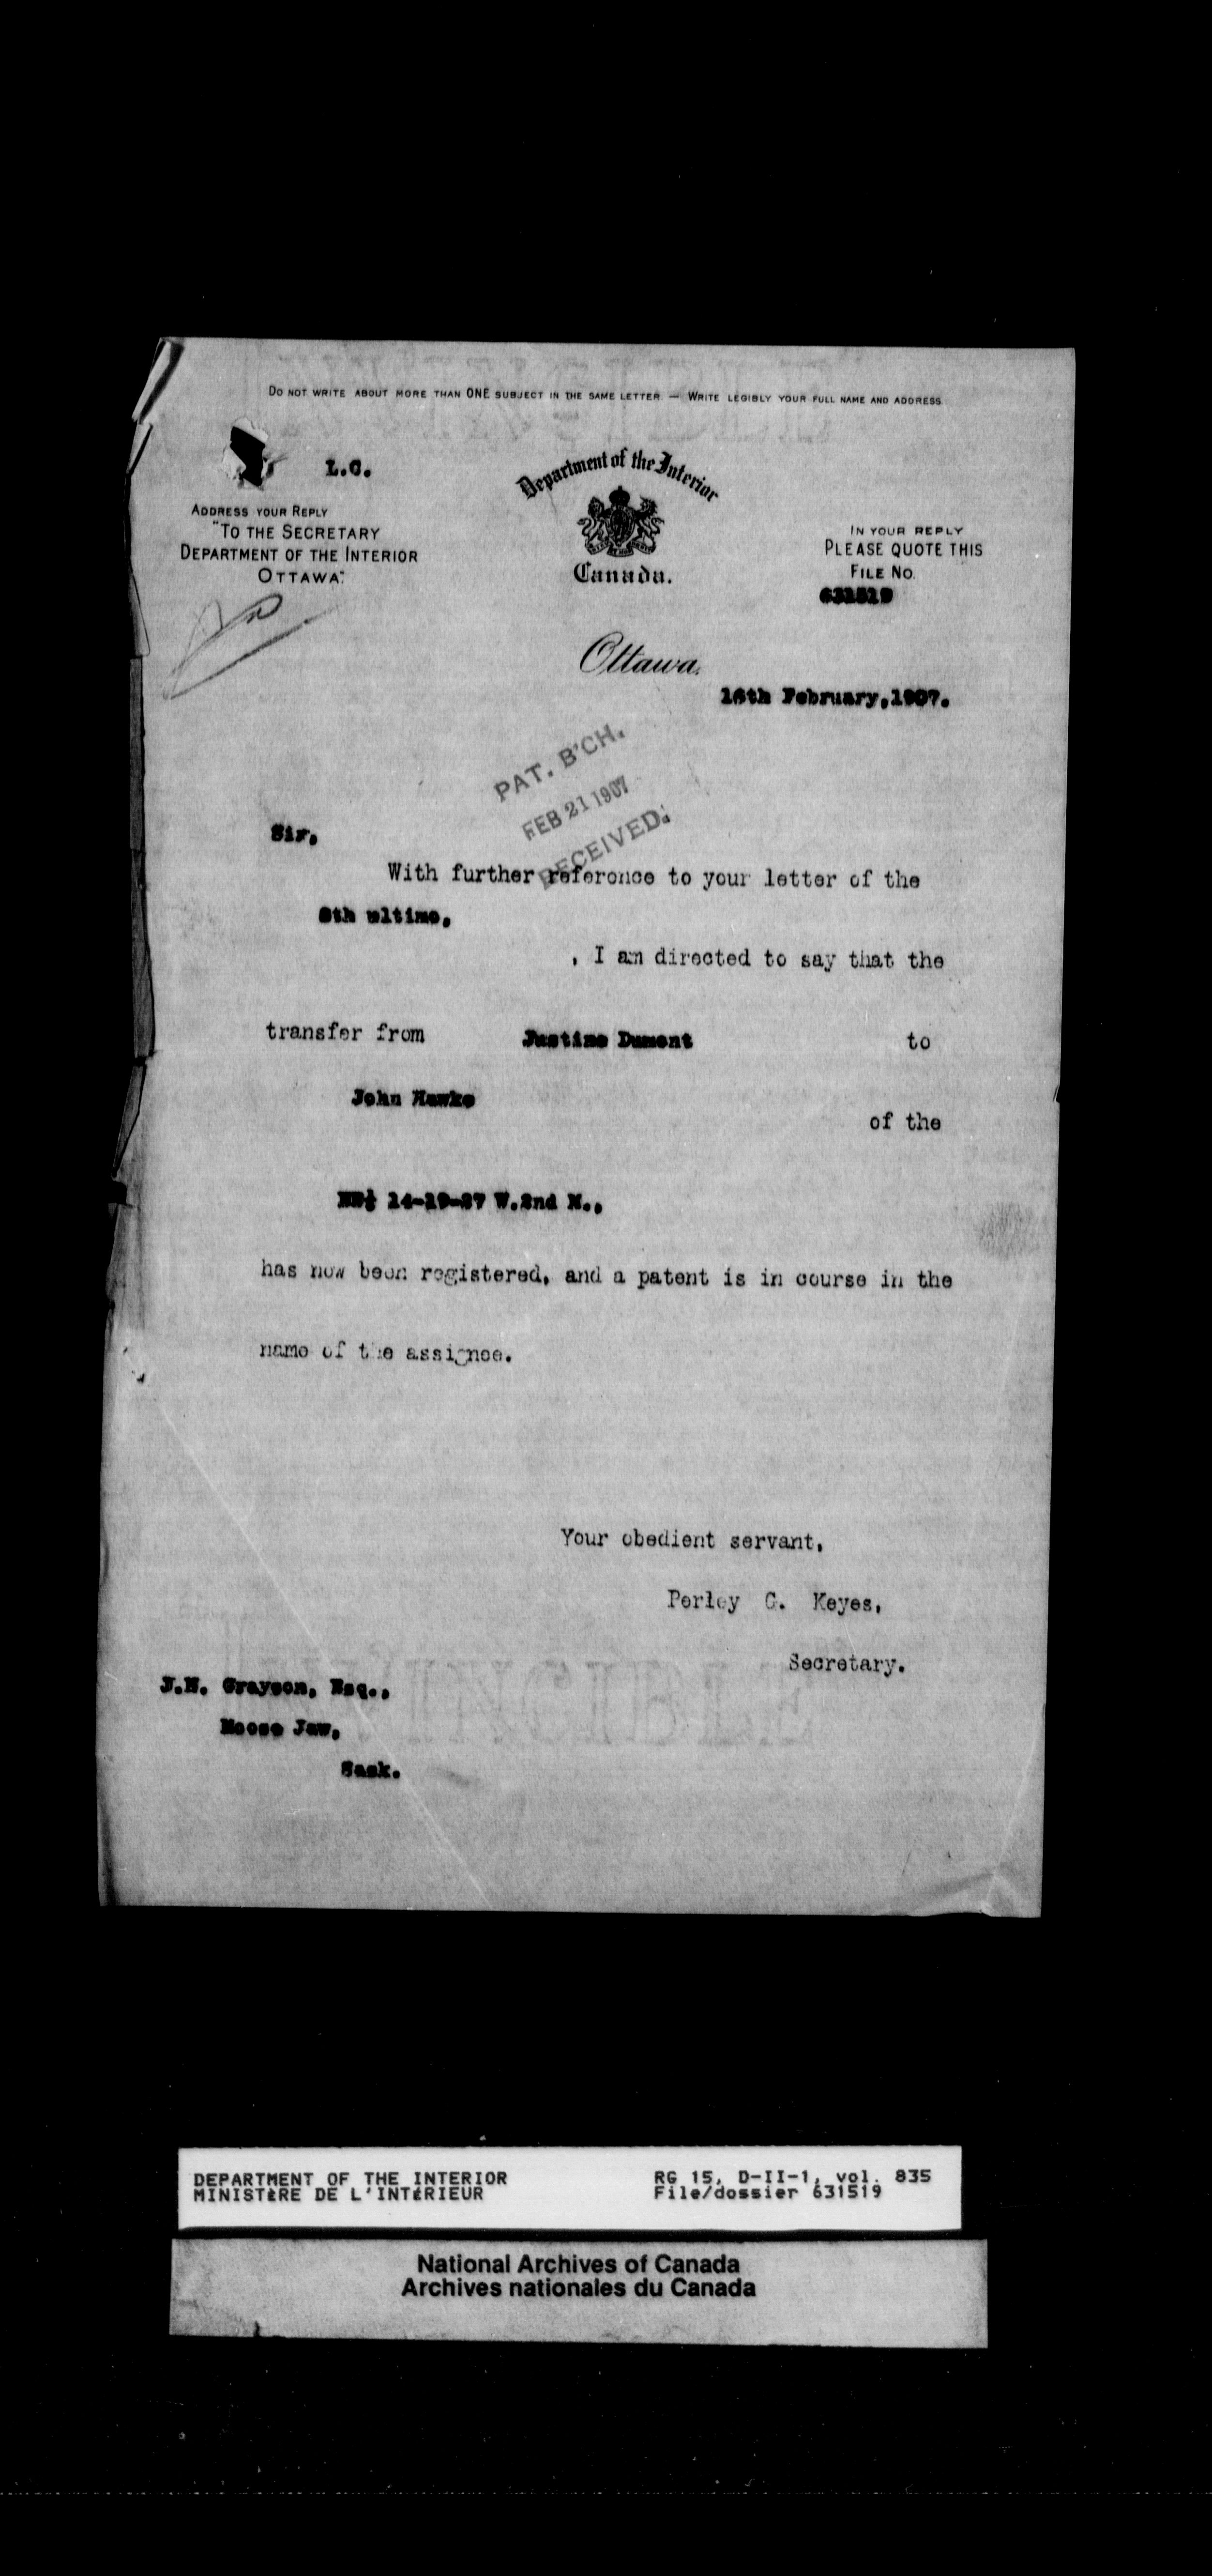 DO NOT WRITE ABOUT MORE THAN ONE SUBJECT IN THE SAME LETTER. — WRITE LEGIBLY YOUR FULL NAME AND ADDRESS
L.C.
Department of the Interior
Canada.
ADDRESS YOUR REPLY
"TO THE SECRETARY
DEPARTMENT OF THE INTERIOR
OTTAWA."
IN YOUR REPLY
PLEASE QUOTE THIS
FILE NO.
631519
Ottawa,
16th February,1907.
PAT. B'CH.
FEB 21 1907
RECEIVED.
Sir,
With further reference to your letter of the
8th ultimo,
, I am directed to say that the
transfer from Justine Dumont to
John Hawke
of the
14-19-27 W.2nd M.,
has now been registered, and a patent is in course in the
name of the assignee.
Your obedient servant,
Perley G. Keyes,
Secretary.
Grayson, Esq.,
Moose Jaw,
Sask.
DEPARTMENT OF THE INTERIOR
MINISTÈRE DE L'INTÉRIEUR
RG 15, D-II-1, vol. 835
File/dossier 631519
National Archives of Canada
Archives nationales du Canada